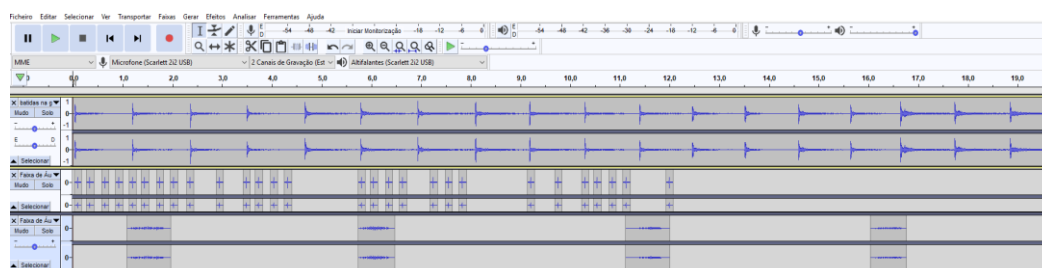 Ficheiro Editar Selecionar Ver Transportar Faixas Gerar Efeitos Analisar Ferramentas Ajuda
E D -54 -48 -42 Iniciar Monitorização -18 -12 -6 0 E D -54 -48 -42 -36 -30 -24 -18 -12 -6 0
MME Microfone (Scarlett 2i2 USB) 2 Canais de Gravação (Est Altifalantes (Scarlett 2i2 USB)
0,0 1,0 2,0 3,0 4,0 5,0 6,0 7,0 8,0 9,0 10,0 11,0 12,0 13,0 14,0 15,0 16,0 17,0 18,0 19,0
X batidas na g 1
Mudo Solo 0
- + -1
E D 1
0
Selecionar -1
X Faixa de Áu
Mudo Solo 0
Selecionar 0
X Faixa de Áu
Mudo Solo 0
- +
0
Selecionar